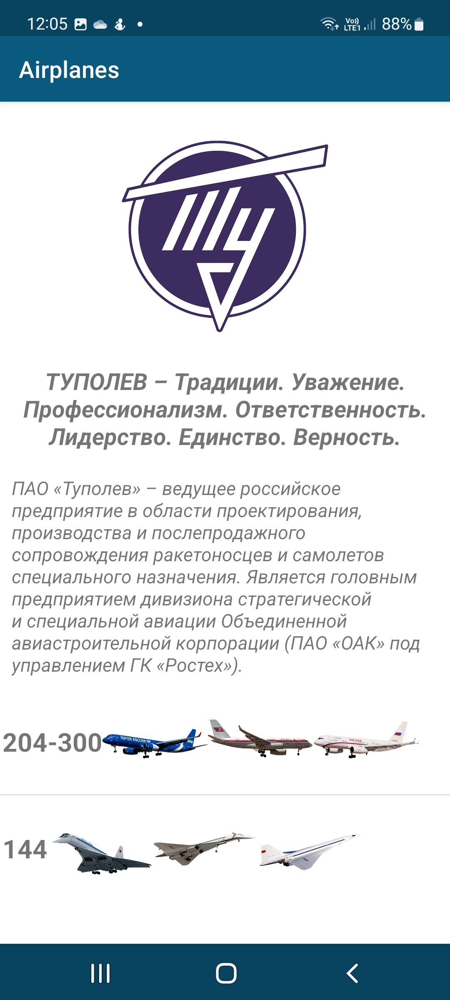 12:05
Vo)) LTE1 88%
Airplanes
Ту
ТУПОЛЕВ – Традиции. Уважение.
Профессионализм. Ответственность.
Лидерство. Единство. Верность.
ПАО «Туполев» – ведущее российское
предприятие в области проектирования,
производства и послепродажного
сопровождения ракетоносцев и самолетов
специального назначения. Является головным
предприятием дивизиона стратегической
и специальной авиации Объединенной
авиастроительной корпорации (ПАО «ОАК» под
управлением ГК «Ростех»).
204-300
ПОЧТА РОССИИ
РОССИЯ
144